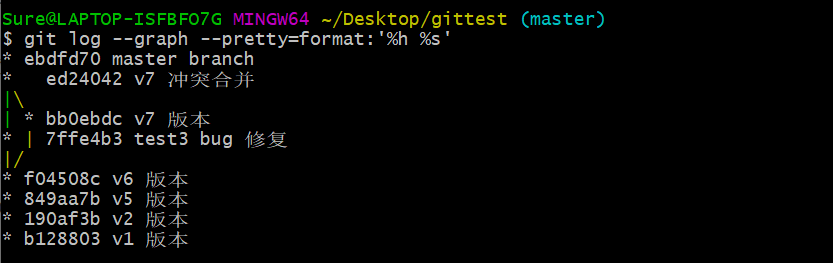 Sure@LAPTOP-ISFBFO7G MINGW64 ~/Desktop/gittest (master)
$ git log --graph --pretty=format:'%h %s'
* ebdfd70 master branch
*   ed24042 v7 冲突合并
|\
| * bb0ebdc v7 版本
* | 7ffe4b3 test3 bug 修复
|/
* f04508c v6 版本
* 849aa7b v5 版本
* 190af3b v2 版本
* b128803 v1 版本